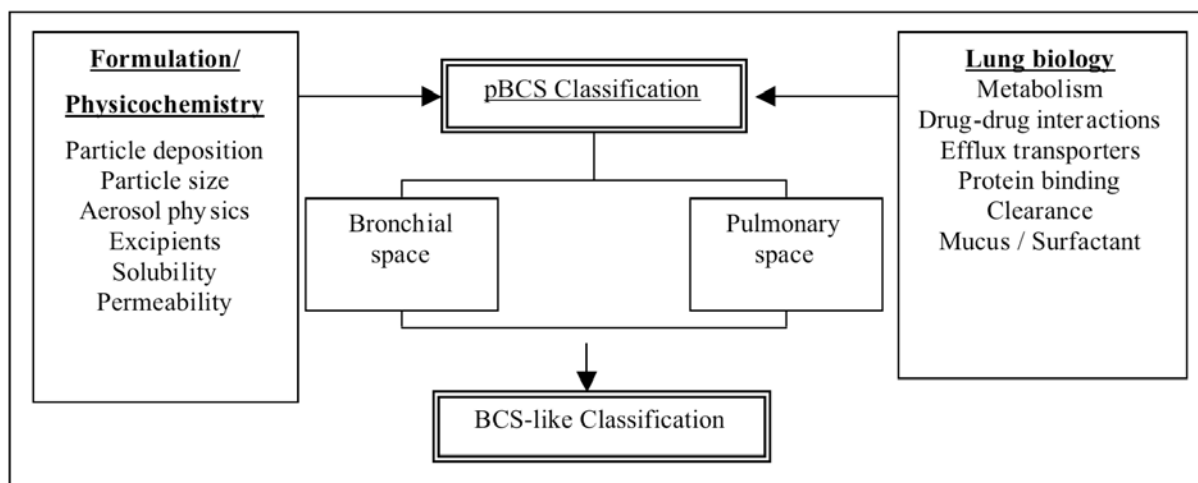 Formulation/
Physicochemistry
Particle deposition
Particle size
Aerosol physics
Excipients
Solubility
Permeability
pBCS Classification
Bronchial
space
Pulmonary
space
BCS-like Classification
Lung biology
Metabolism
Drug-drug interactions
Efflux transporters
Protein binding
Clearance
Mucus / Surfactant